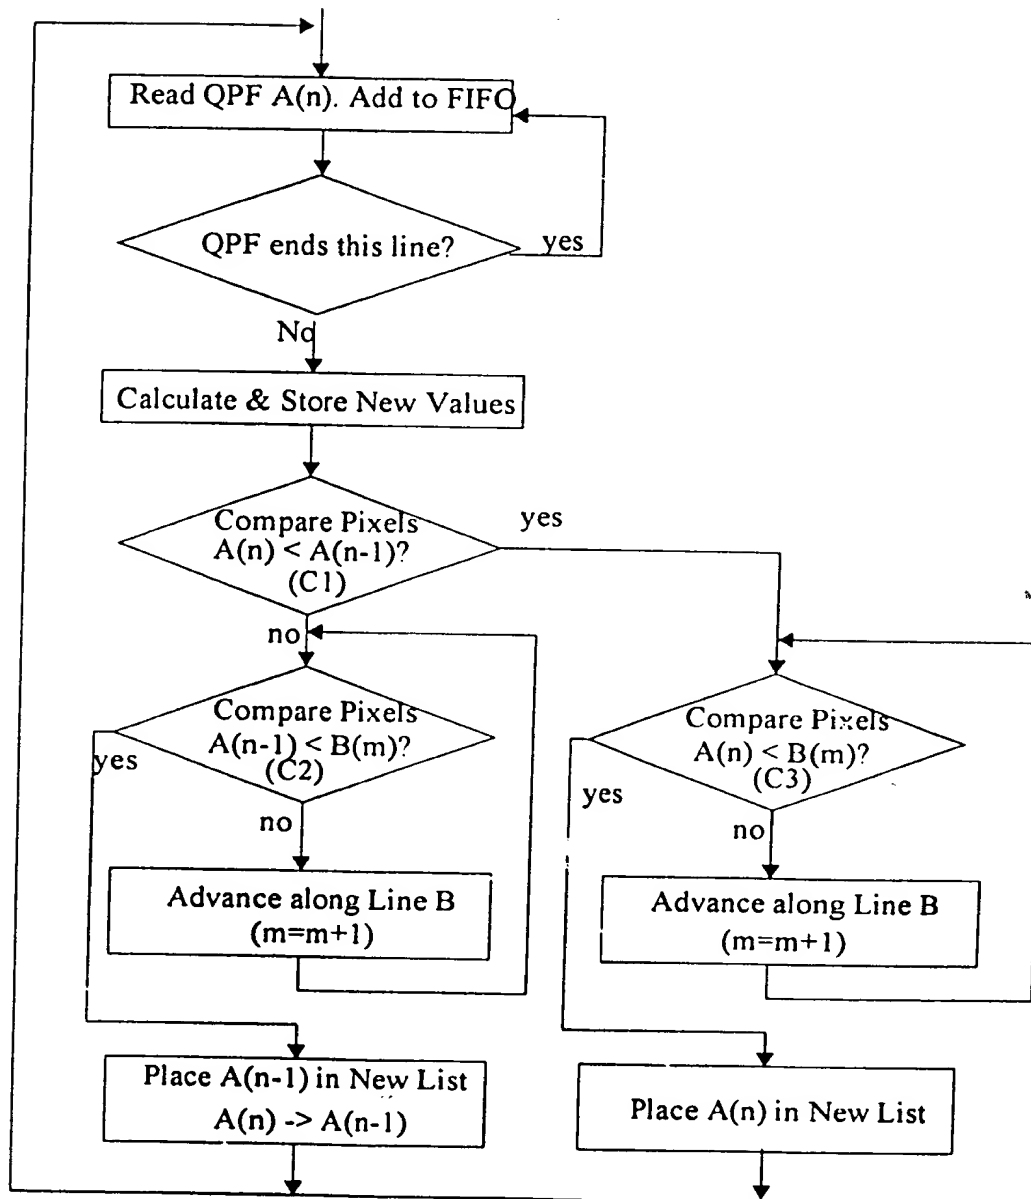 Read QPF A(n). Add to FIFO
QPF ends this line?
yes
No
Calculate & Store New Values
Compare Pixels
A(n) < A(n-1)?
(C1)
yes
no
Compare Pixels
A(n-1) < B(m)?
(C2)
yes
no
Compare Pixels
A(n) < B(m)?
(C3)
yes
no
Advance along Line B
(m=m+1)
Advance along Line B
(m=m+1)
Place A(n-1) in New List
A(n) -> A(n-1)
Place A(n) in New List